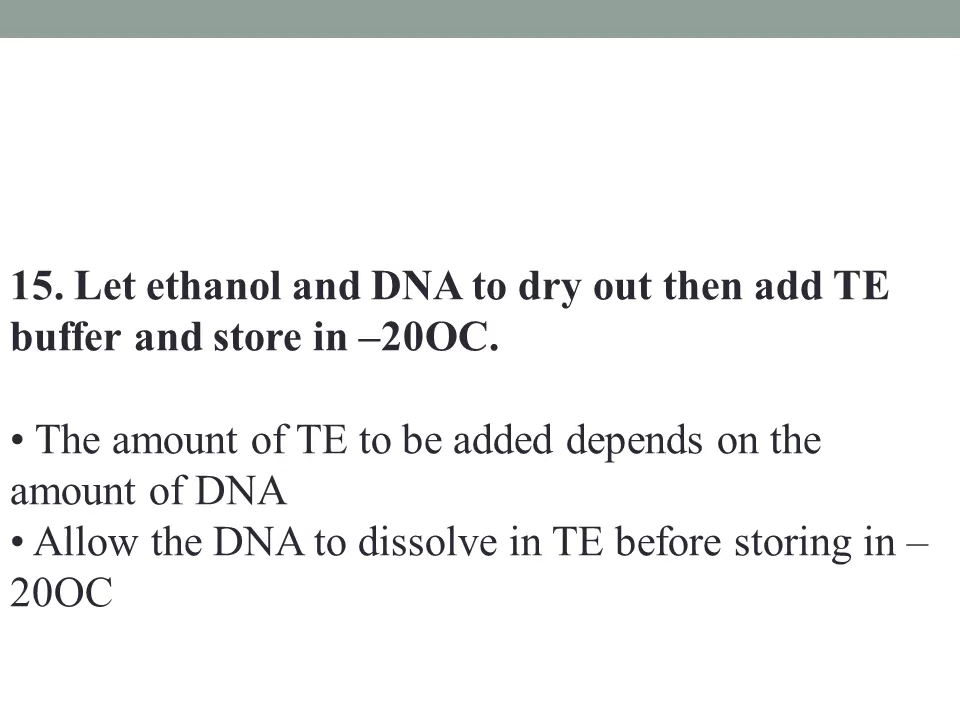 15. Let ethanol and DNA to dry out then add TE
buffer and store in –20OC.
• The amount of TE to be added depends on the
amount of DNA
• Allow the DNA to dissolve in TE before storing in –
20OC